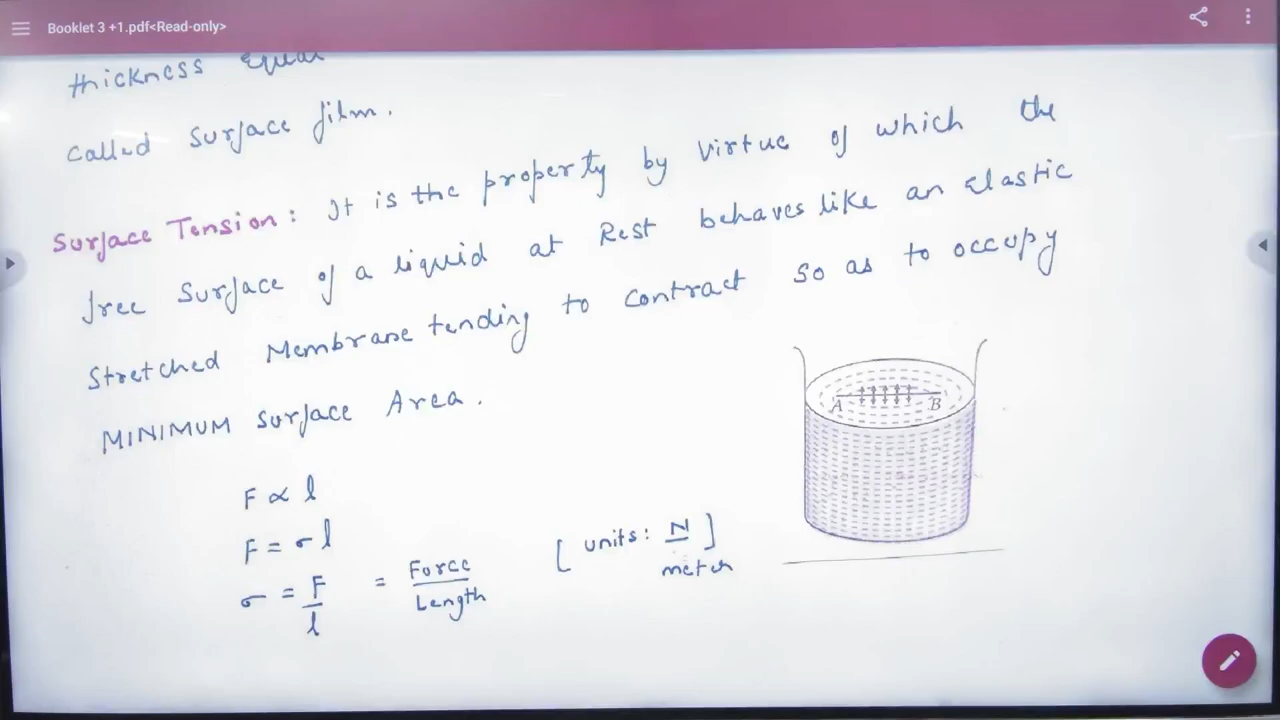 Booklet 3 +1.pdf<Read-only>
thickness equal
called surface film.
Surface Tension: It is the property by virtue of which the
free surface of a liquid at Rest behaves like an elastic
stretched Membrane tending to contract so as to occupy
MINIMUM surface Area.
A B
F ∝ l
F = σ l
σ = F/l = Force/Length [units: N/meter]